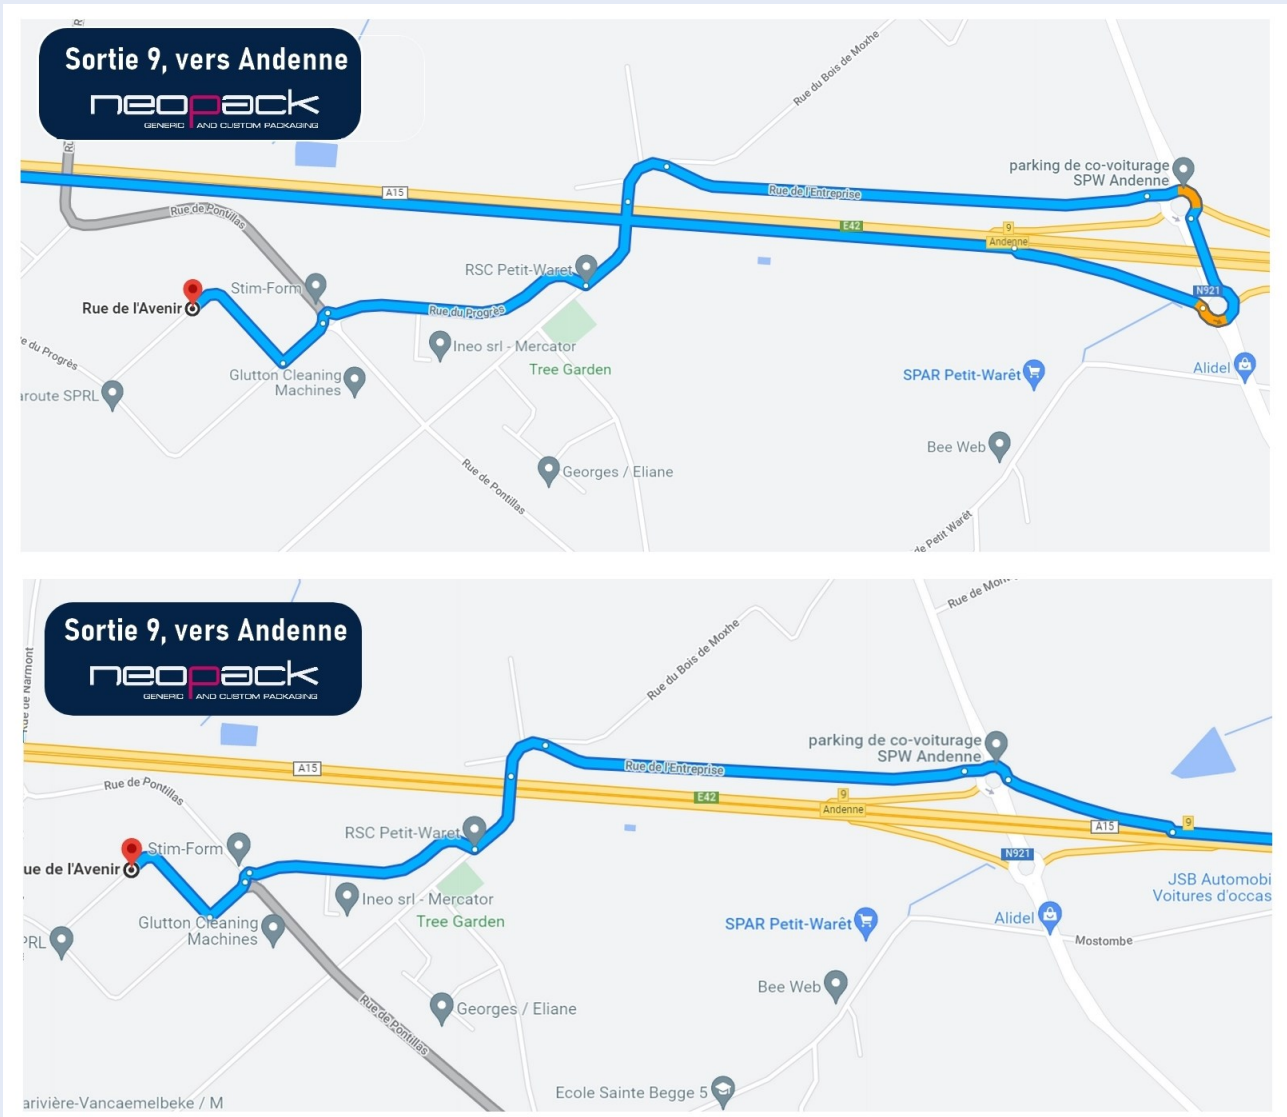 Sortie 9, vers Andenne
neopack
GENERIC AND CUSTOM PACKAGING
Rue du Bois de Moxhe
parking de co-voiturage
SPW Andenne
A15
Rue de l'Entreprise
Rue de Pontillas
E42
9
Andenne
RSC Petit-Waret
Stim-Form
N921
Rue de l'Avenir
Rue du Progrès
Ineo srl - Mercator
Tree Garden
e du Progrès
Glutton Cleaning
Machines
SPAR Petit-Warêt
Alidel
aroute SPRL
Bee Web
Georges / Eliane
Rue de Pontillas
de Petit Warêt
Sortie 9, vers Andenne
neopack
GENERIC AND CUSTOM PACKAGING
Rue du Bois de Moxhe
ue de Narmont
parking de co-voiturage
SPW Andenne
A15
Rue de l'Entreprise
Rue de Pontillas
E42
9
Andenne
A15
9
RSC Petit-Waret
Stim-Form
N921
ue de l'Avenir
JSB Automobi
Voitures d'occas
Ineo srl - Mercator
Tree Garden
Glutton Cleaning
Machines
SPAR Petit-Warêt
Alidel
Mostombe
PRL
Bee Web
Georges / Eliane
Rue de Pontillas
Ecole Sainte Begge 5
arivière-Vancaemelbeke / M